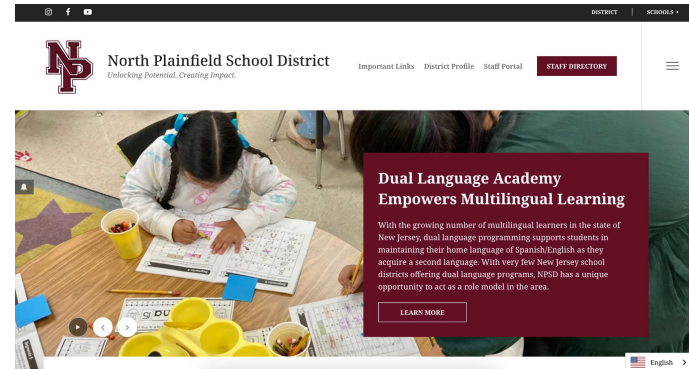 DISTRICT
SCHOOLS
NP
North Plainfield School District
Unlocking Potential. Creating Impact.
Important Links
District Profile
Staff Portal
STAFF DIRECTORY
Dual Language Academy
Empowers Multilingual Learning
With the growing number of multilingual learners in the state of
New Jersey, dual language programming supports students in
maintaining their home language of Spanish/English as they
acquire a second language. With very few New Jersey school
districts offering dual language programs, NPSD has a unique
opportunity to act as a role model in the area.
LEARN MORE
English